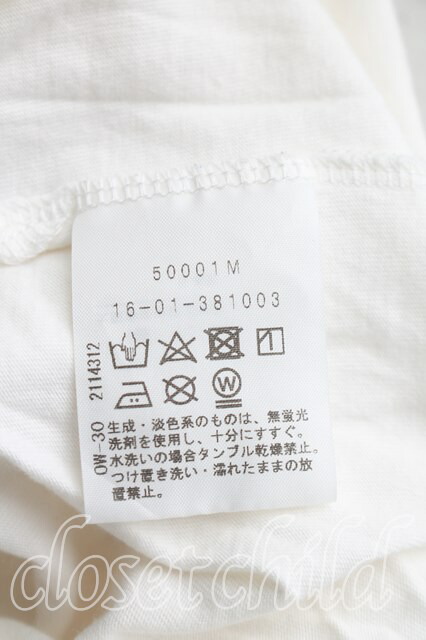 50001M
16-01-381003
W
OW-30 2114312
生成・淡色系のものは、無蛍光
洗剤を使用し、十分にすすぐ。
水洗いの場合タンブル乾燥禁止。
つけ置き洗い・濡れたままの放
置禁止。
closet child